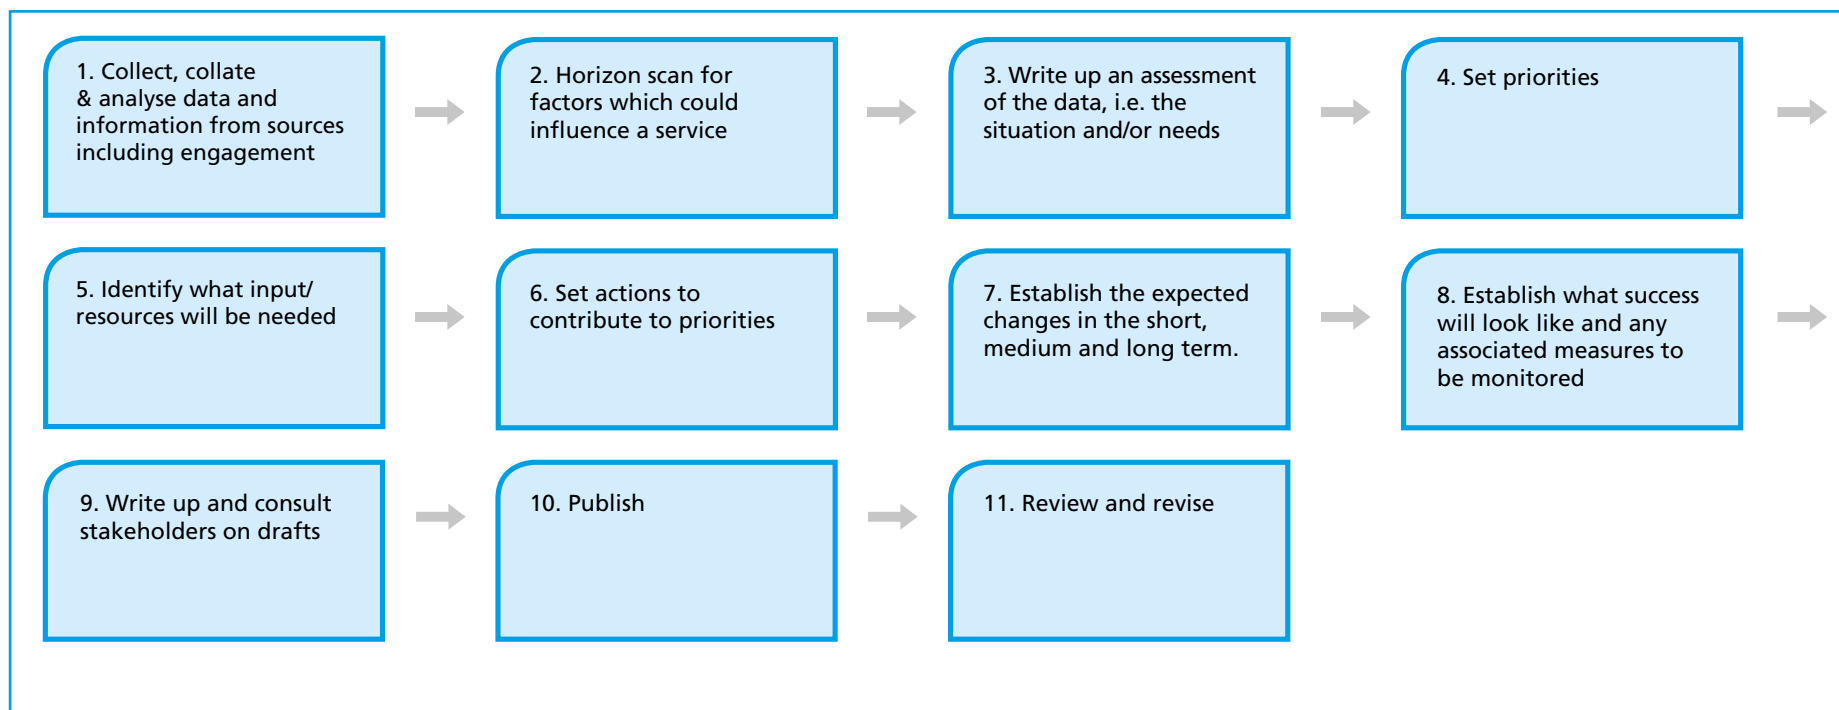 1. Collect, collate
& analyse data and
information from sources
including engagement
2. Horizon scan for
factors which could
influence a service
3. Write up an assessment
of the data, i.e. the
situation and/or needs
4. Set priorities
5. Identify what input/
resources will be needed
6. Set actions to
contribute to priorities
7. Establish the expected
changes in the short,
medium and long term.
8. Establish what success
will look like and any
associated measures to
be monitored
9. Write up and consult
stakeholders on drafts
10. Publish
11. Review and revise